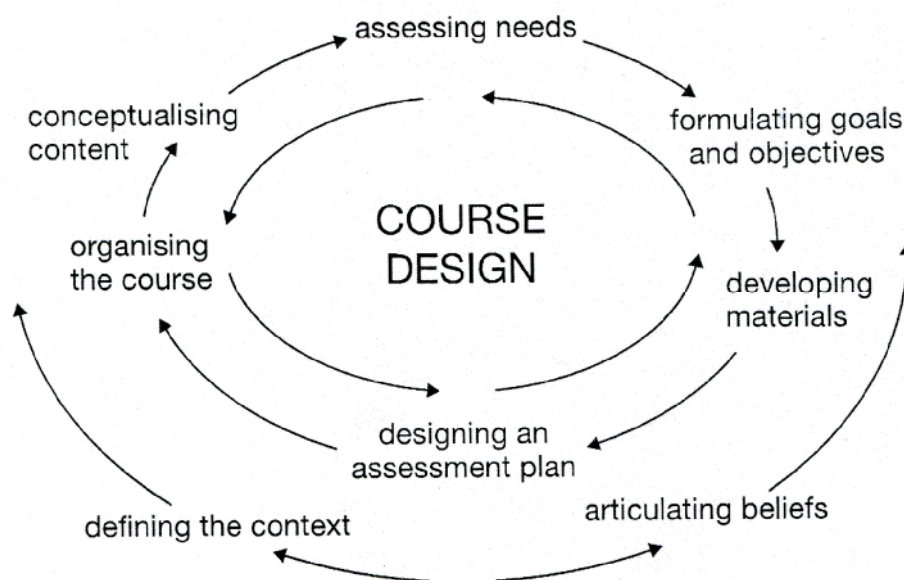 assessing needs
conceptualising
content
formulating goals
and objectives
COURSE
DESIGN
organising
the course
developing
materials
designing an
assessment plan
defining the context
articulating beliefs